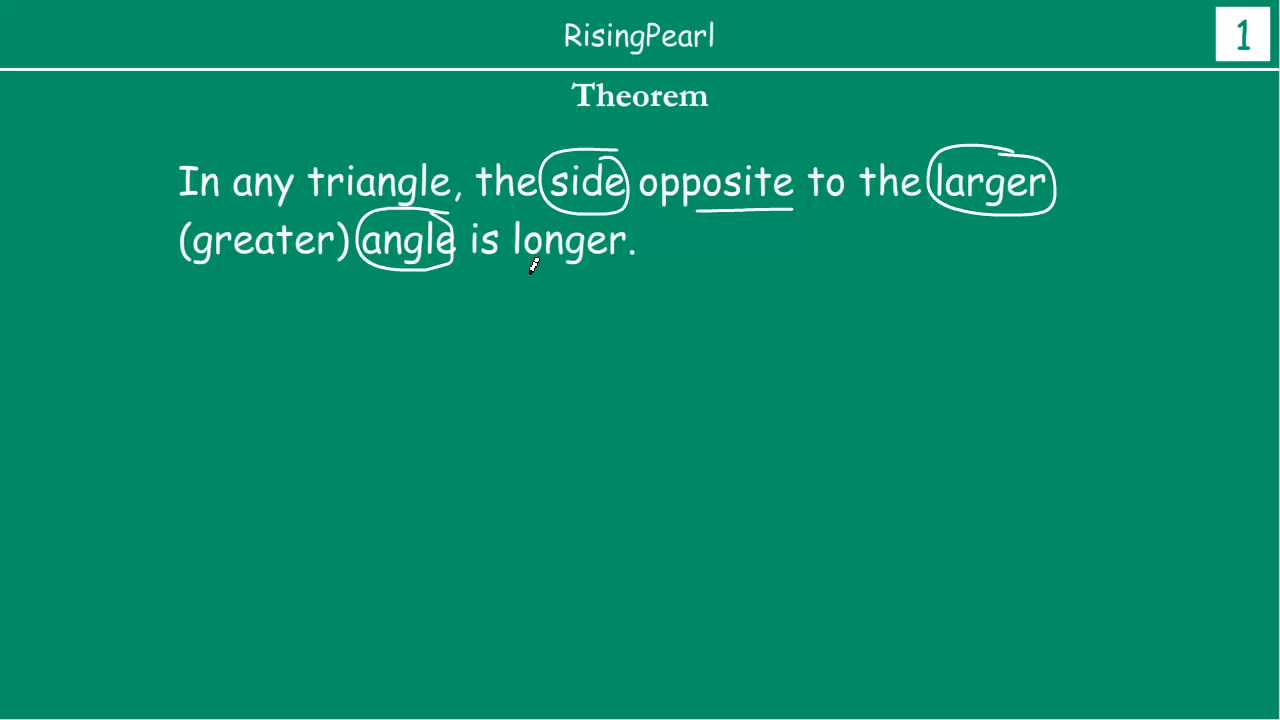 RisingPearl
1
Theorem
In any triangle, the side opposite to the larger
(greater) angle is longer.